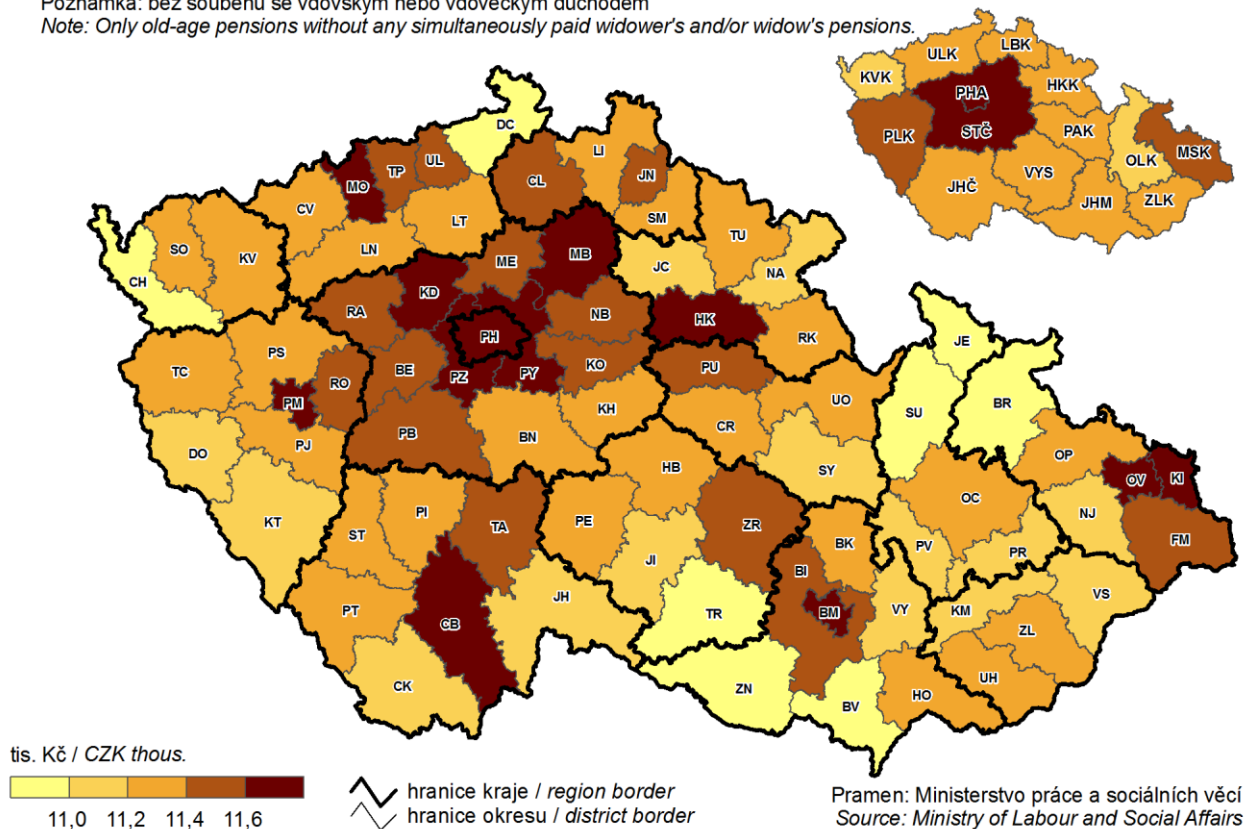 Poznámka: bez souběhu se vdovským nebo vdoveckým důchodem
Note: Only old-age pensions without any simultaneously paid widower's and/or widow's pensions.
ULK
LBK
KVK
HKK
PHA
PLK
STČ
PAK
OLK
MSK
VYS
JHČ
JHM
ZLK
DC
LI
TP
UL
MO
CL
JN
CV
LT
SM
SO
KV
LN
TU
ME
MB
JC
NA
CH
KD
RA
NB
HK
PH
RK
JE
PS
TC
BE
PZ
PY
KO
PU
RO
PM
UO
SU
BR
KH
PB
BN
CR
PJ
DO
SY
HB
OP
OV
KI
KT
PI
TA
PE
ZR
OC
NJ
ST
BK
PV
PR
FM
JI
BI
PT
CB
JH
TR
BM
VY
KM
VS
ZL
CK
ZN
BV
HO
UH
tis. Kč / CZK thous.
11,0 11,2 11,4 11,6
hranice kraje / region border
hranice okresu / district border
Pramen: Ministerstvo práce a sociálních věcí
Source: Ministry of Labour and Social Affairs